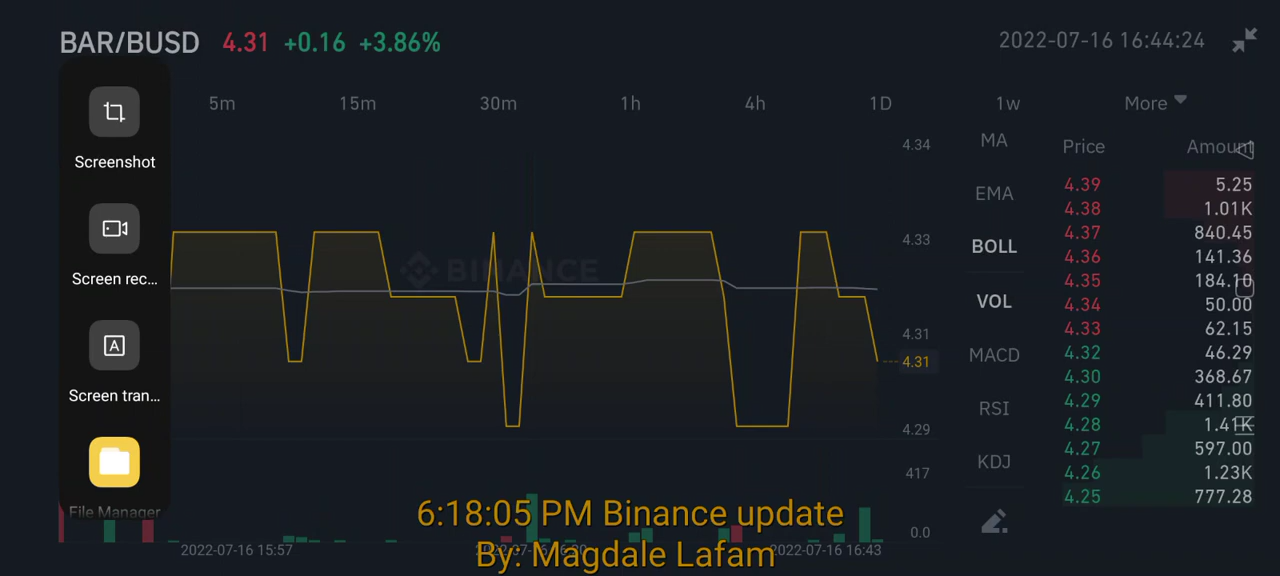 BAR/BUSD 4.31 +0.16 +3.86% 2022-07-16 16:44:24
5m 15m 30m 1h 4h 1D 1w More
Screenshot
Screen rec...
Screen tran...
File Manager
BINANCE
4.34
4.33
4.31
4.31
4.29
417
0.0
MA
EMA
BOLL
VOL
MACD
RSI
KDJ
Price Amount
4.39 5.25
4.38 1.01K
4.37 840.45
4.36 141.36
4.35 184.10
4.34 50.00
4.33 62.15
4.32 46.29
4.30 368.67
4.29 411.80
4.28 1.41K
4.27 597.00
4.26 1.23K
4.25 777.28
2022-07-16 15:57 2022-07-16 16:43
6:18:05 PM Binance update
By: Magdale Lafam